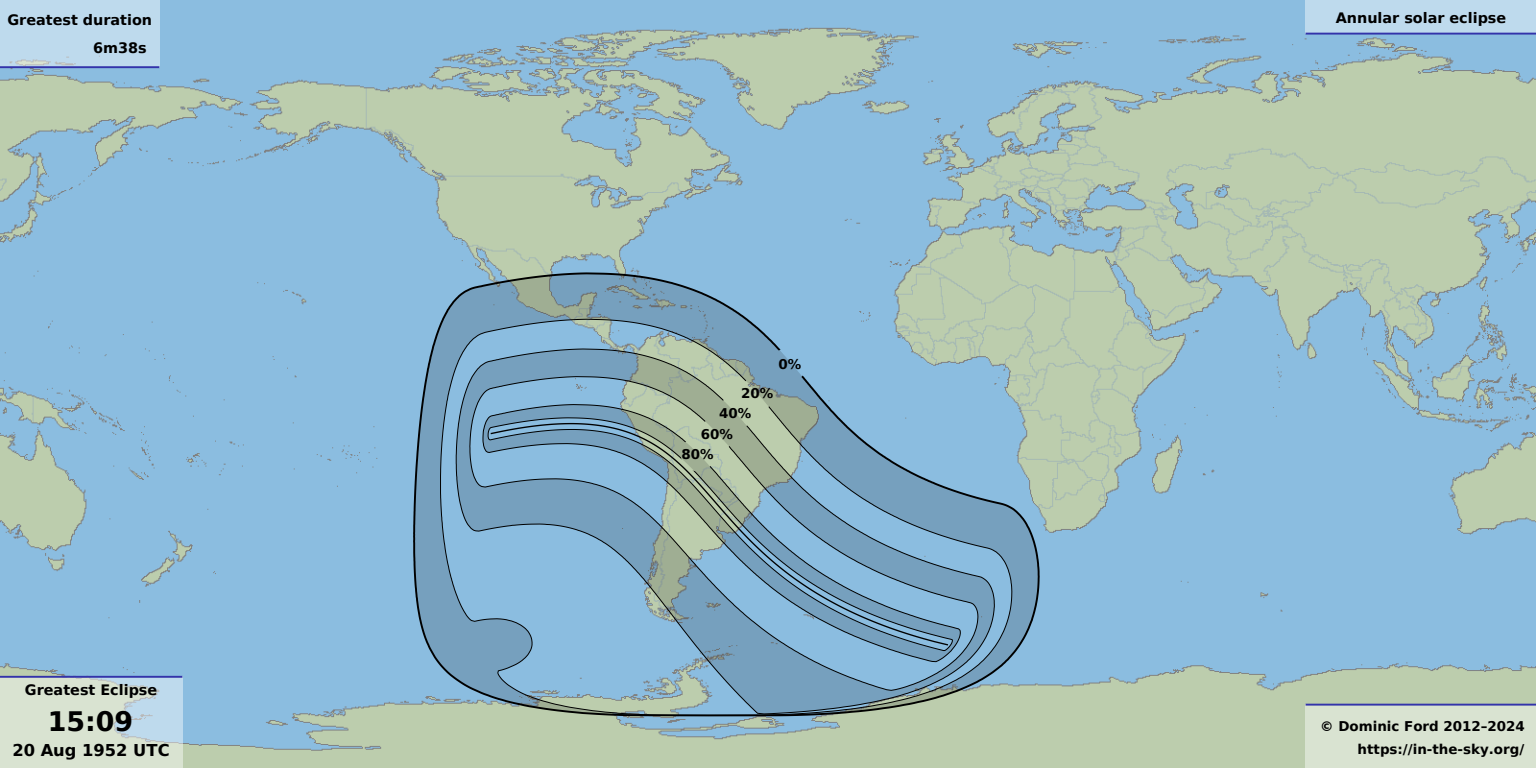 Greatest duration
6m38s
Annular solar eclipse
0%
20%
40%
60%
80%
Greatest Eclipse
15:09
20 Aug 1952 UTC
© Dominic Ford 2012–2024
https://in-the-sky.org/